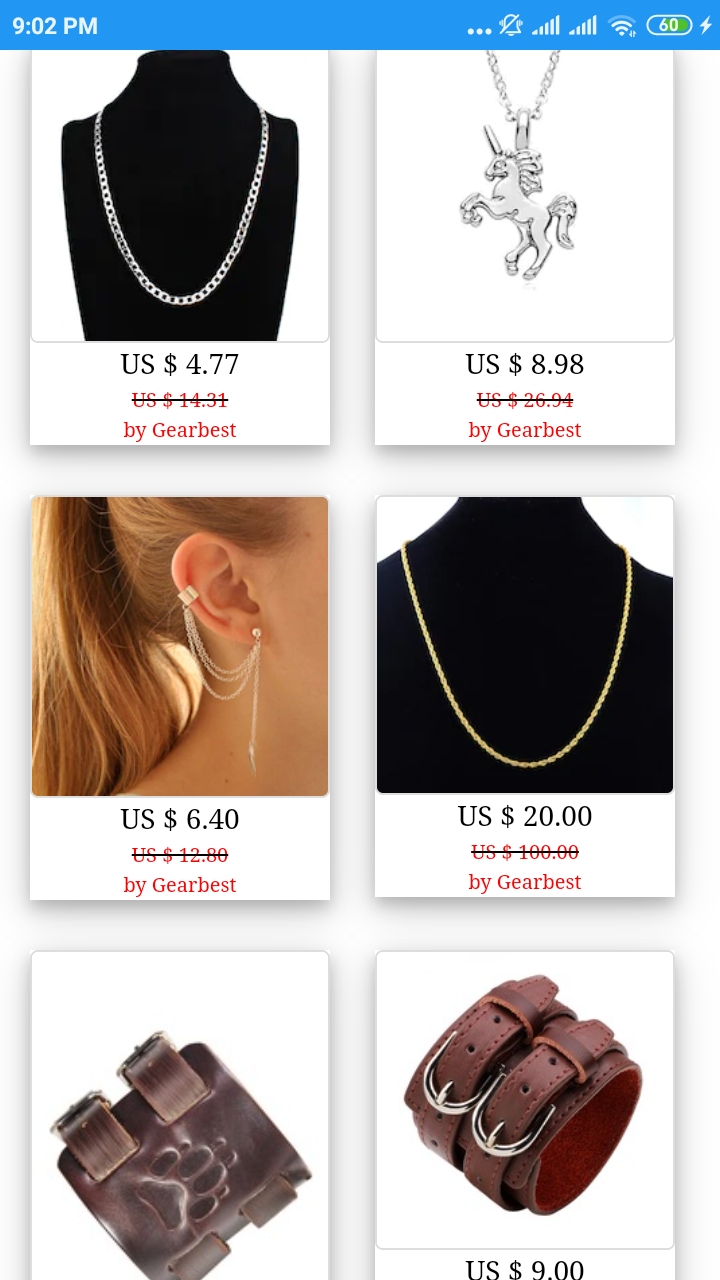 9:02 PM
60
US $ 4.77
US $ 14.31
by Gearbest
US $ 8.98
US $ 26.94
by Gearbest
US $ 6.40
US $ 12.80
by Gearbest
US $ 20.00
US $ 100.00
by Gearbest
US $ 9.00